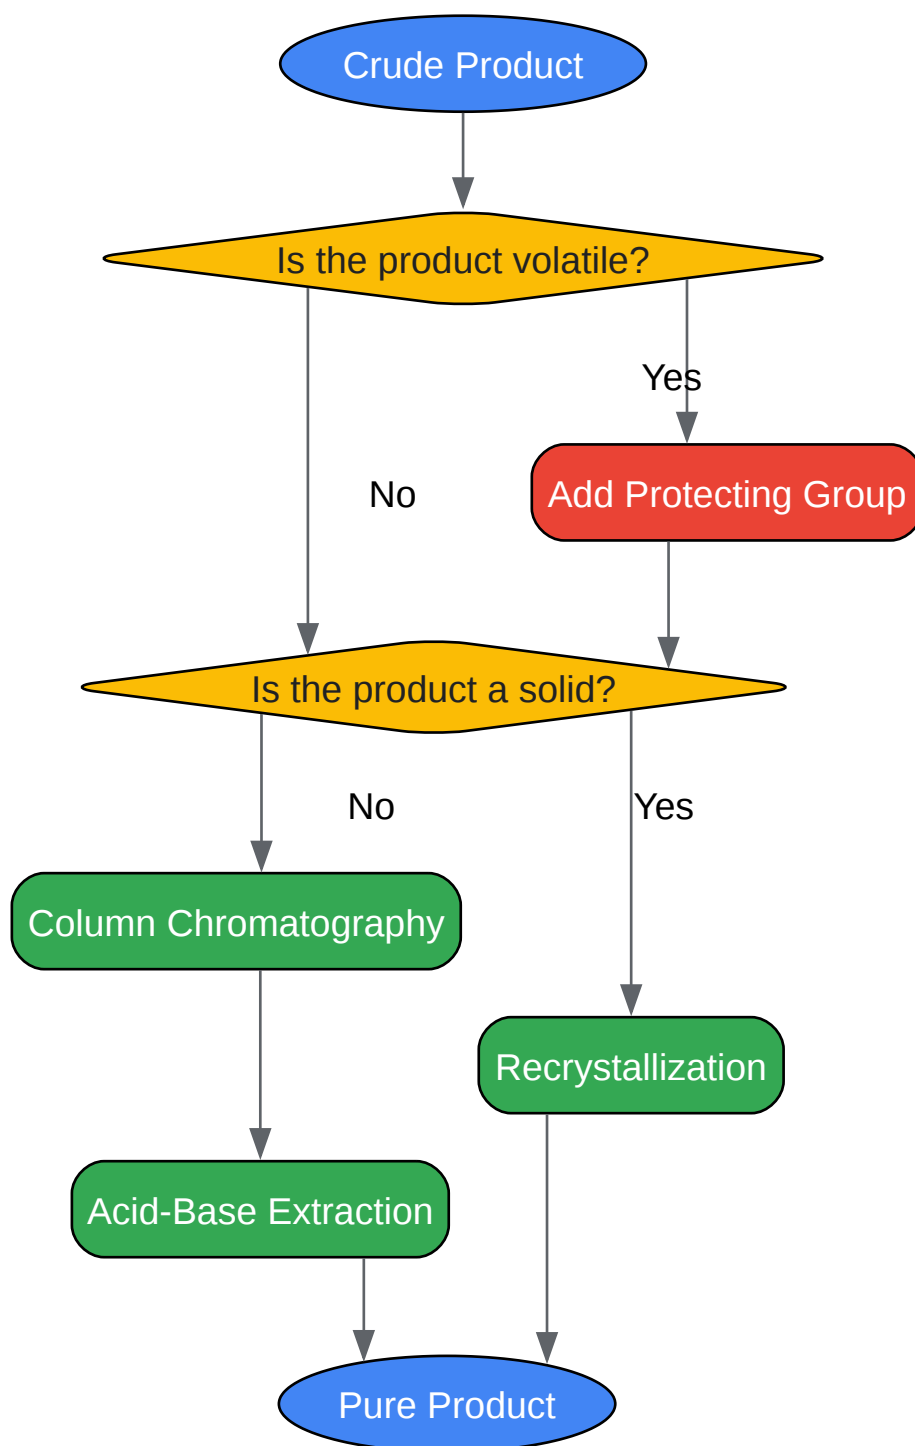 Crude Product
Is the product volatile?
Yes
No
Add Protecting Group
Is the product a solid?
No
Yes
Column Chromatography
Recrystallization
Acid-Base Extraction
Pure Product